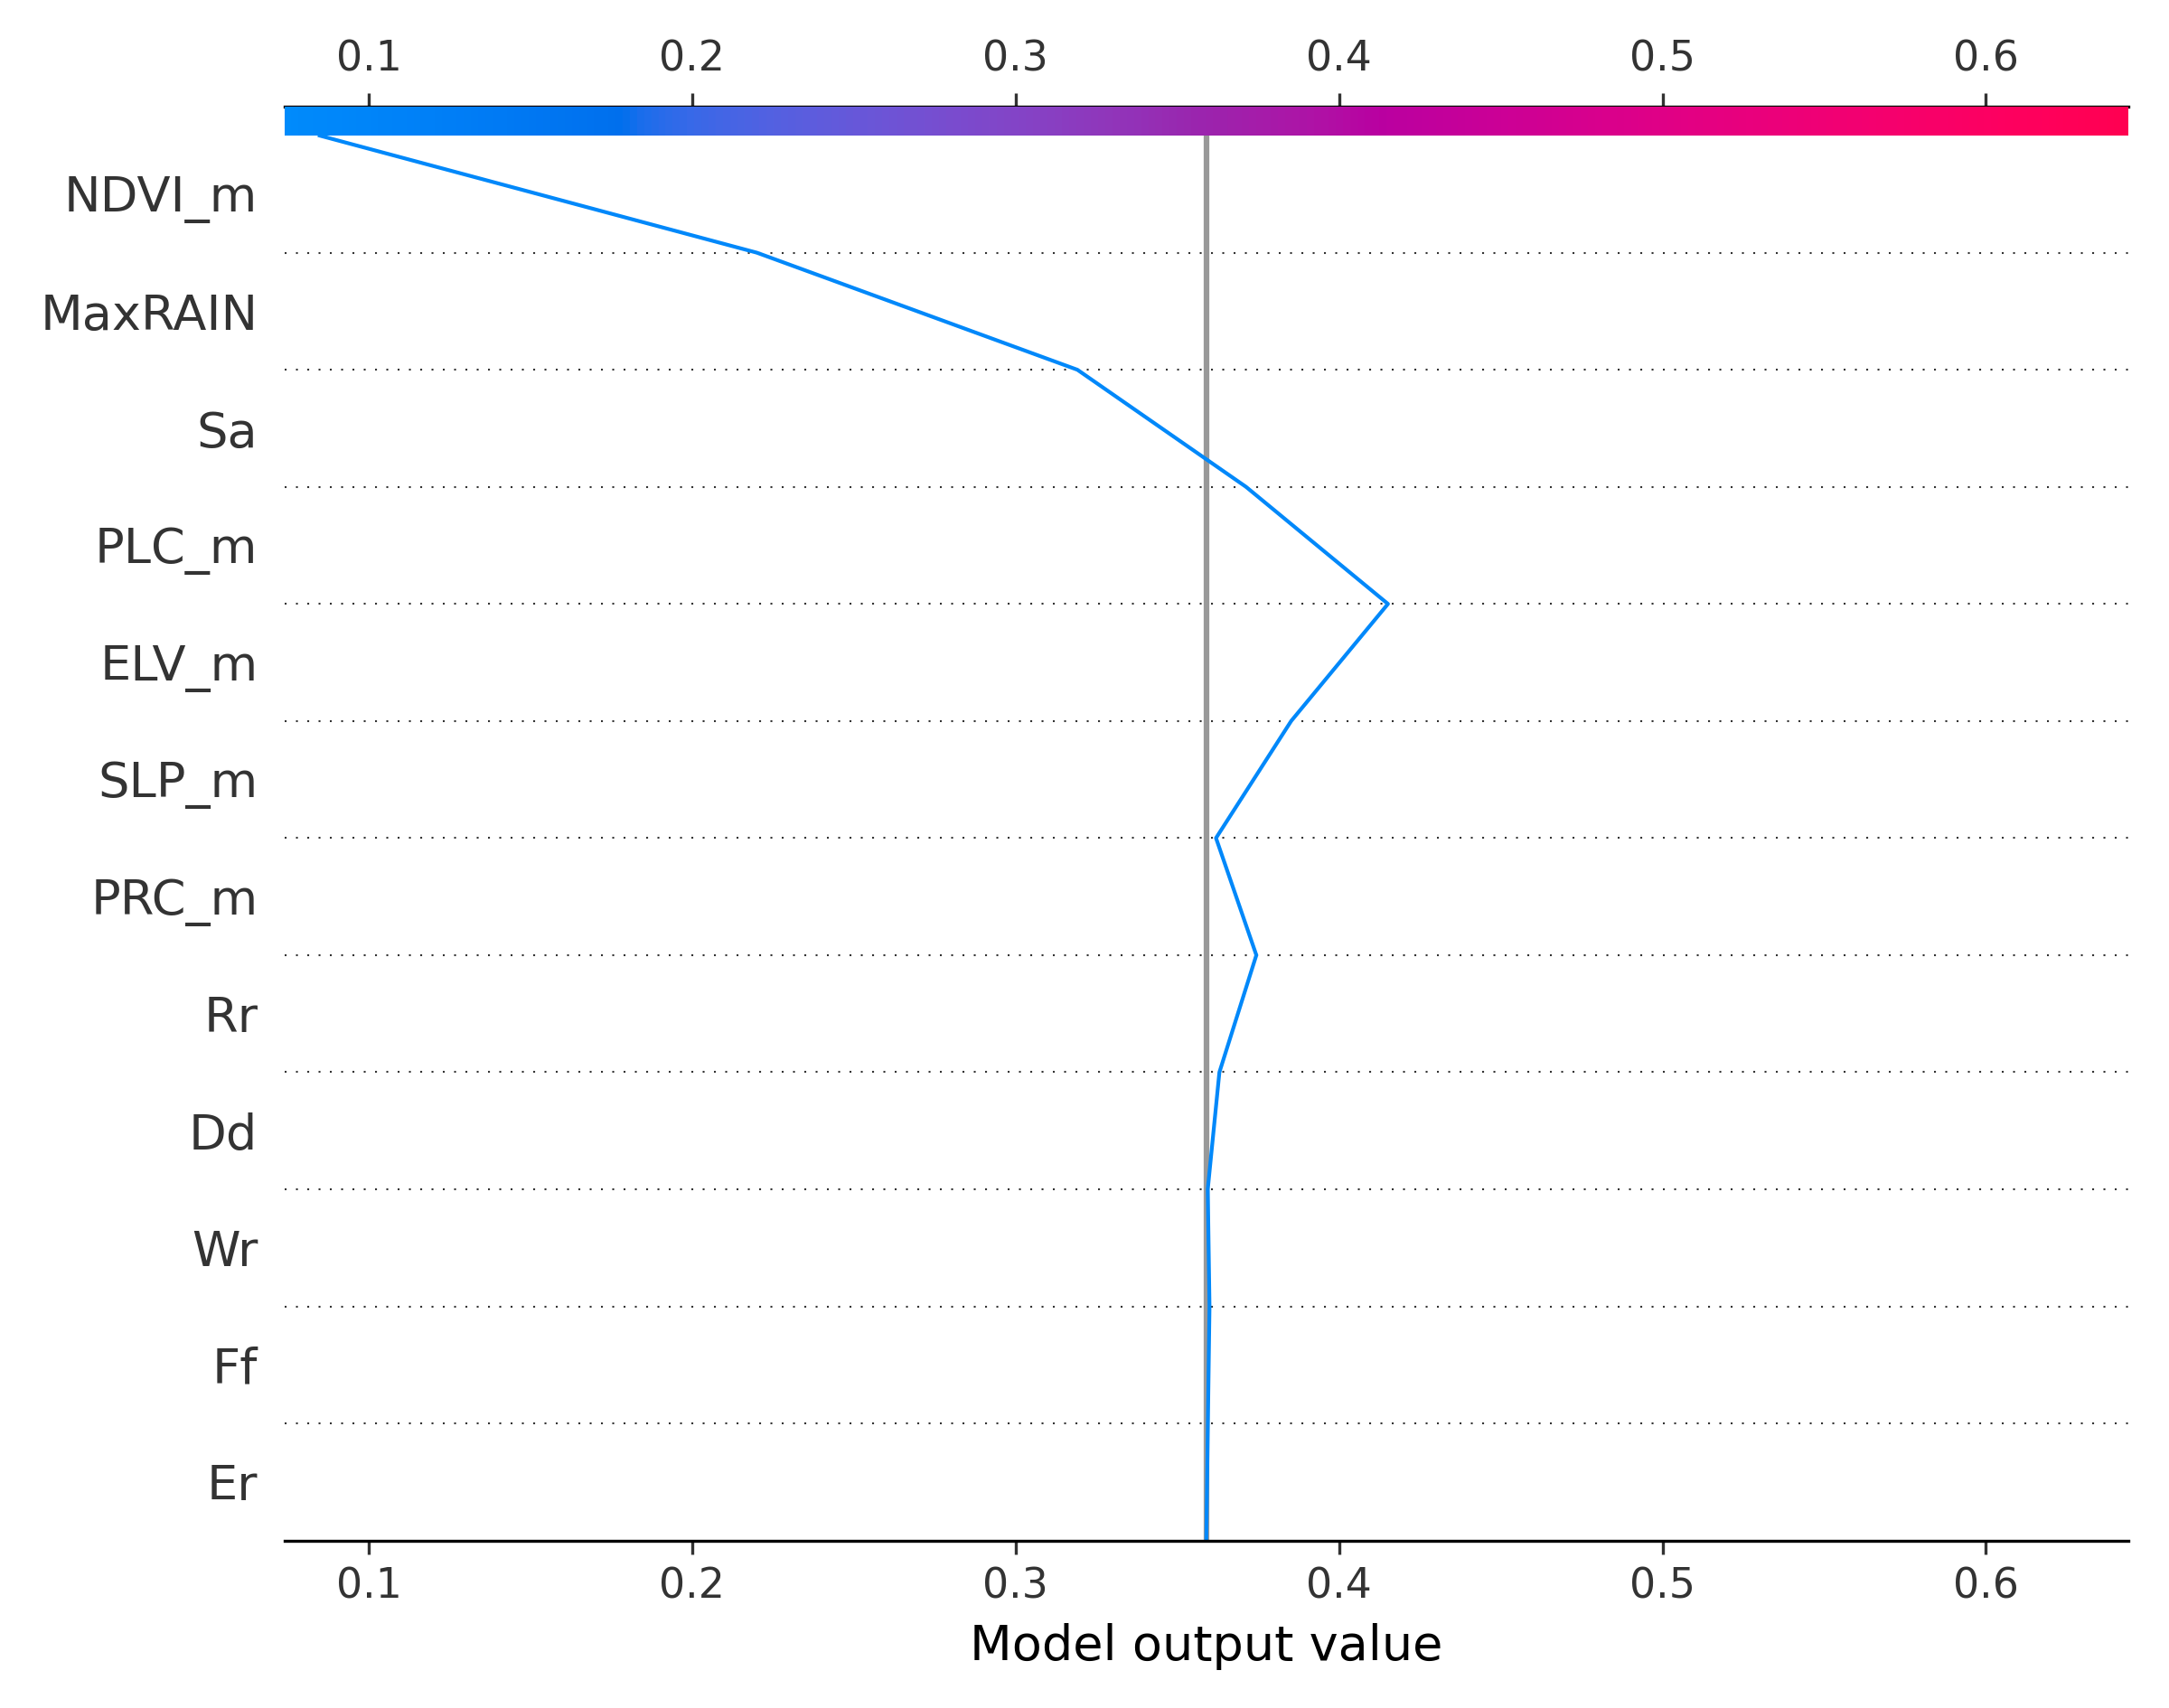 0.1 0.2 0.3 0.4 0.5 0.6
NDVI_m
MaxRAIN
Sa
PLC_m
ELV_m
SLP_m
PRC_m
Rr
Dd
Wr
Ff
Er
0.1 0.2 0.3 0.4 0.5 0.6
Model output value